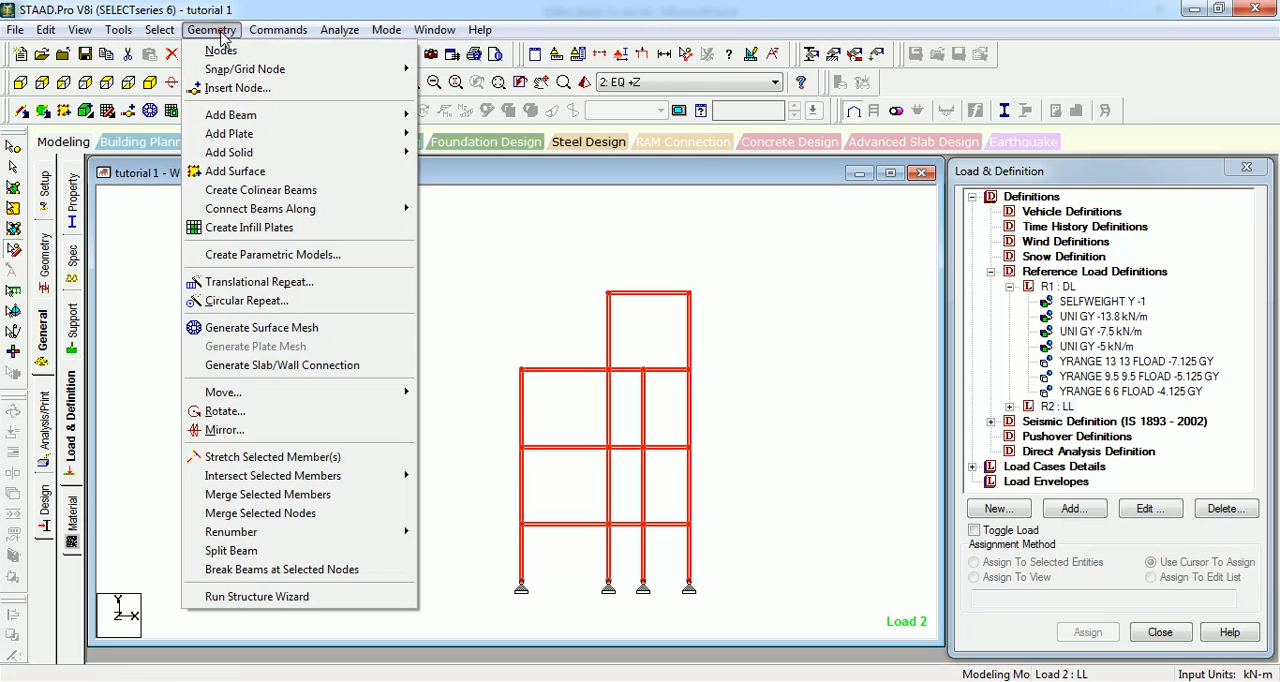 STAAD.Pro V8i (SELECTseries 6) - tutorial 1
File Edit View Tools Select Geometry Commands Analyze Mode Window Help
2: EQ +Z
Modeling Building Plann Foundation Design Steel Design RAM Connection Concrete Design Advanced Slab Design Earthquake
Nodes
Snap/Grid Node
Insert Node...
Add Beam
Add Plate
Add Solid
Add Surface
Create Colinear Beams
Connect Beams Along
Create Infill Plates
Create Parametric Models...
Translational Repeat...
Circular Repeat...
Generate Surface Mesh
Generate Plate Mesh
Generate Slab/Wall Connection
Move...
Rotate...
Mirror...
Stretch Selected Member(s)
Intersect Selected Members
Merge Selected Members
Merge Selected Nodes
Renumber
Split Beam
Break Beams at Selected Nodes
Run Structure Wizard
Setup
Geometry
General
Analysis/Print
Design
Property
Spec
Support
Load & Definition
Material
tutorial 1 - W
Y
Z X
Load 2
Load & Definition
Definitions
Vehicle Definitions
Time History Definitions
Wind Definitions
Snow Definition
Reference Load Definitions
R1 : DL
SELFWEIGHT Y -1
UNI GY -13.8 kN/m
UNI GY -7.5 kN/m
UNI GY -5 kN/m
YRANGE 13 13 FLOAD -7.125 GY
YRANGE 9.5 9.5 FLOAD -5.125 GY
YRANGE 6 6 FLOAD -4.125 GY
R2 : LL
Seismic Definition (IS 1893 - 2002)
Pushover Definitions
Direct Analysis Definition
Load Cases Details
Load Envelopes
New... Add... Edit ... Delete...
Toggle Load
Assignment Method
Assign To Selected Entities Use Cursor To Assign
Assign To View Assign To Edit List
Assign Close Help
Modeling Mo Load 2 : LL Input Units: kN-m